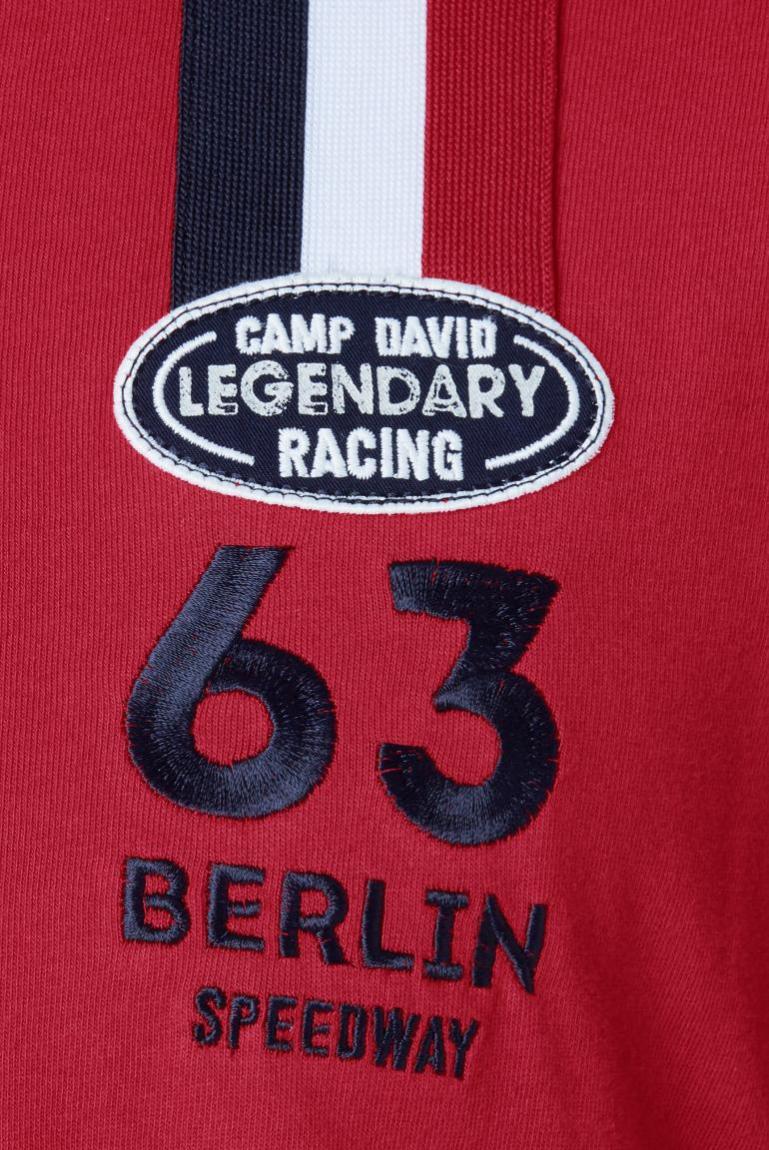 CAMP DAVID
LEGENDARY
RACING
63
BERLIN
SPEEDWAY